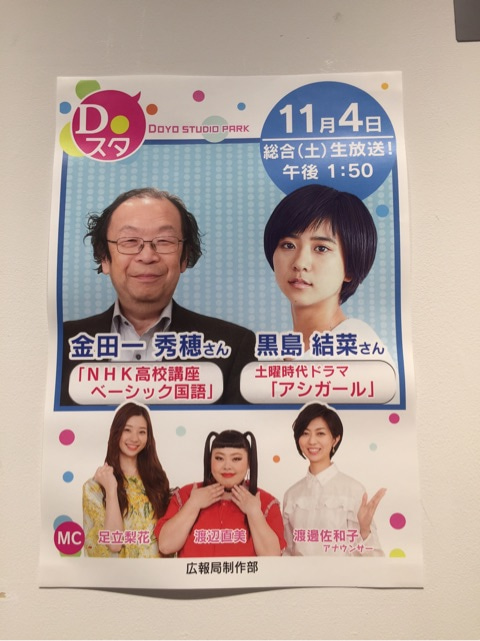 Doスタ
DOYO STUDIO PARK
11月4日
総合(土)生放送!
午後 1:50
金田一 秀穂さん
「NHK高校講座
ベーシック国語」
黒島 結菜さん
土曜時代ドラマ
「アシガール」
MC
足立梨花
渡辺直美
渡邊佐和子
アナウンサー
広報局制作部